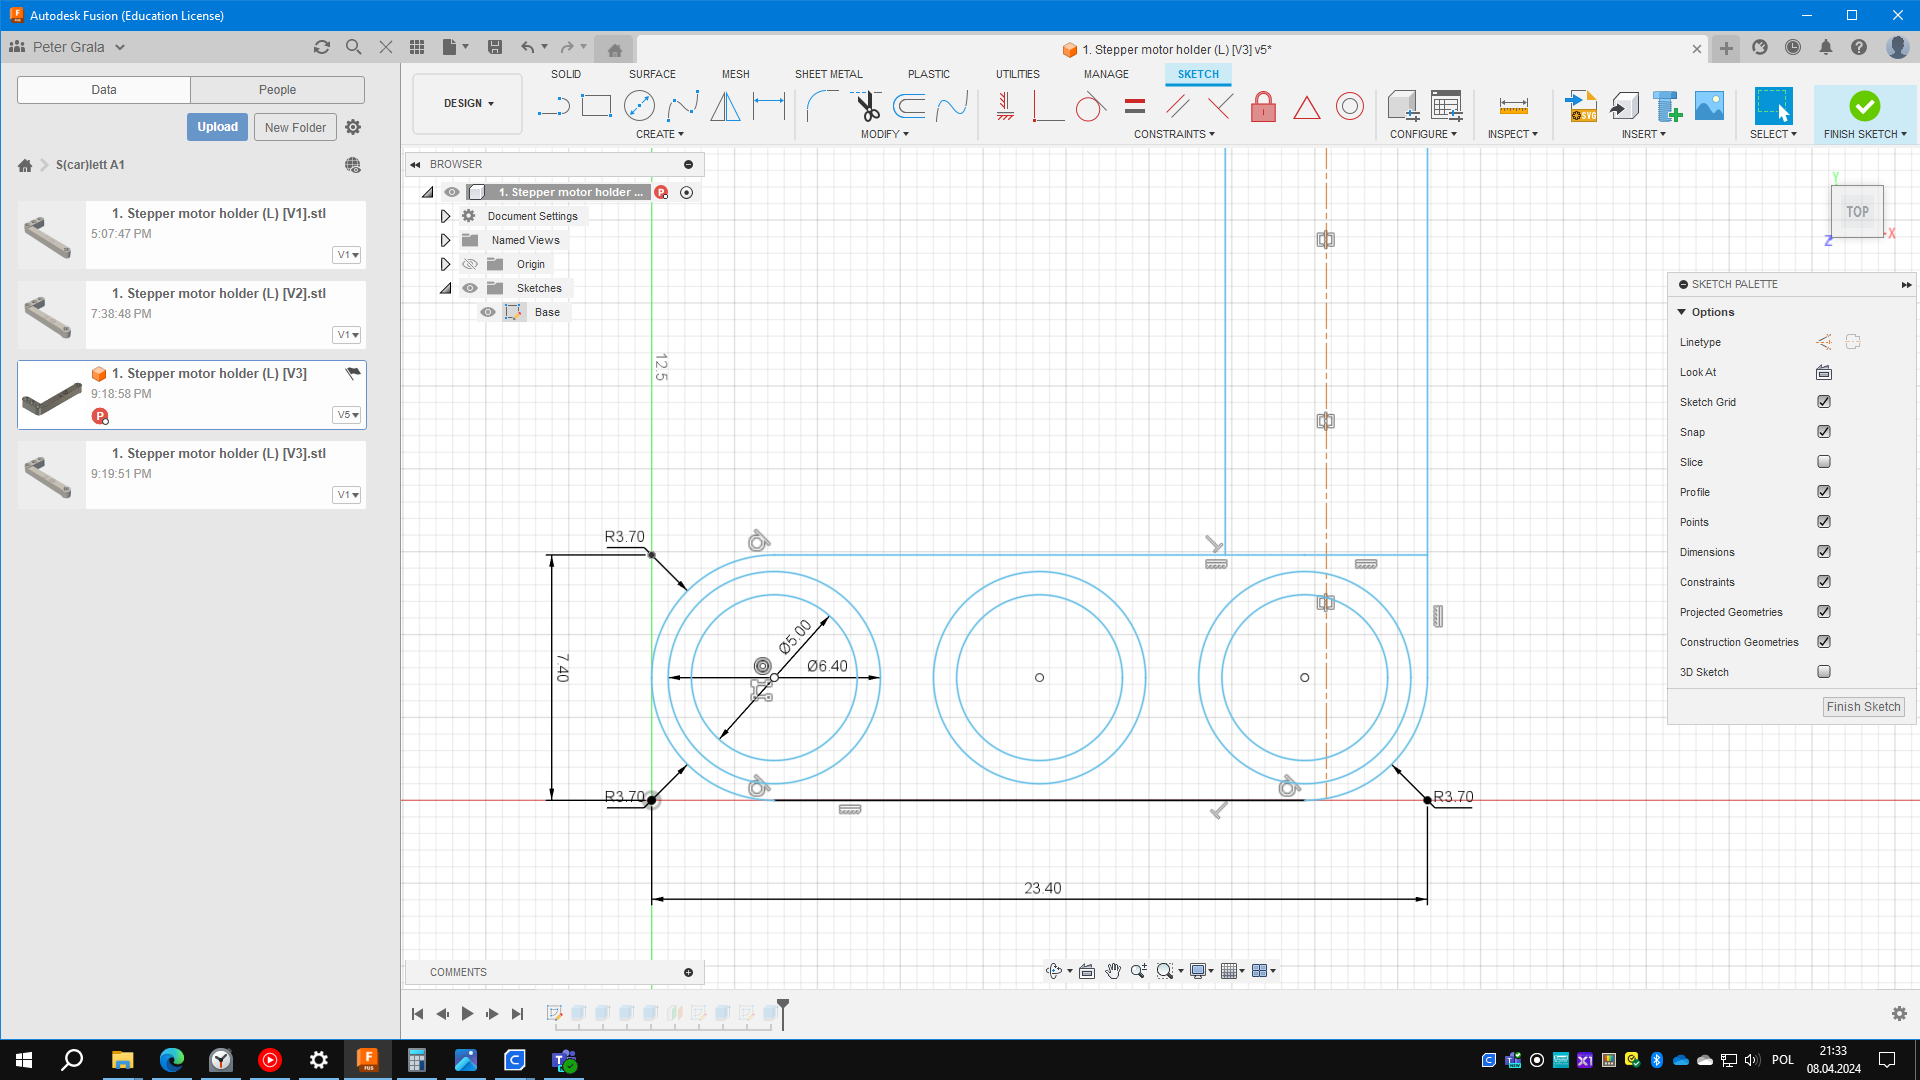 Autodesk Fusion (Education License)
Peter Grala
1. Stepper motor holder (L) [V3] v5*
Data
People
Upload
New Folder
S(car)lett A1
1. Stepper motor holder (L) [V1].stl
5:07:47 PM
V1
1. Stepper motor holder (L) [V2].stl
7:38:48 PM
V1
1. Stepper motor holder (L) [V3]
9:18:58 PM
P
V5
1. Stepper motor holder (L) [V3].stl
9:19:51 PM
V1
DESIGN
SOLID
SURFACE
MESH
SHEET METAL
PLASTIC
UTILITIES
MANAGE
SKETCH
CREATE
MODIFY
CONSTRAINTS
CONFIGURE
INSPECT
INSERT
SELECT
FINISH SKETCH
SVG
BROWSER
1. Stepper motor holder ...
P
Document Settings
Named Views
Origin
Sketches
Base
12.5
R3.70
7.40
Ø5.00
Ø6.40
R3.70
R3.70
23.40
Y
TOP
Z
X
SKETCH PALETTE
Options
Linetype
Look At
Sketch Grid
Snap
Slice
Profile
Points
Dimensions
Constraints
Projected Geometries
Construction Geometries
3D Sketch
Finish Sketch
COMMENTS
POL
21:33
08.04.2024